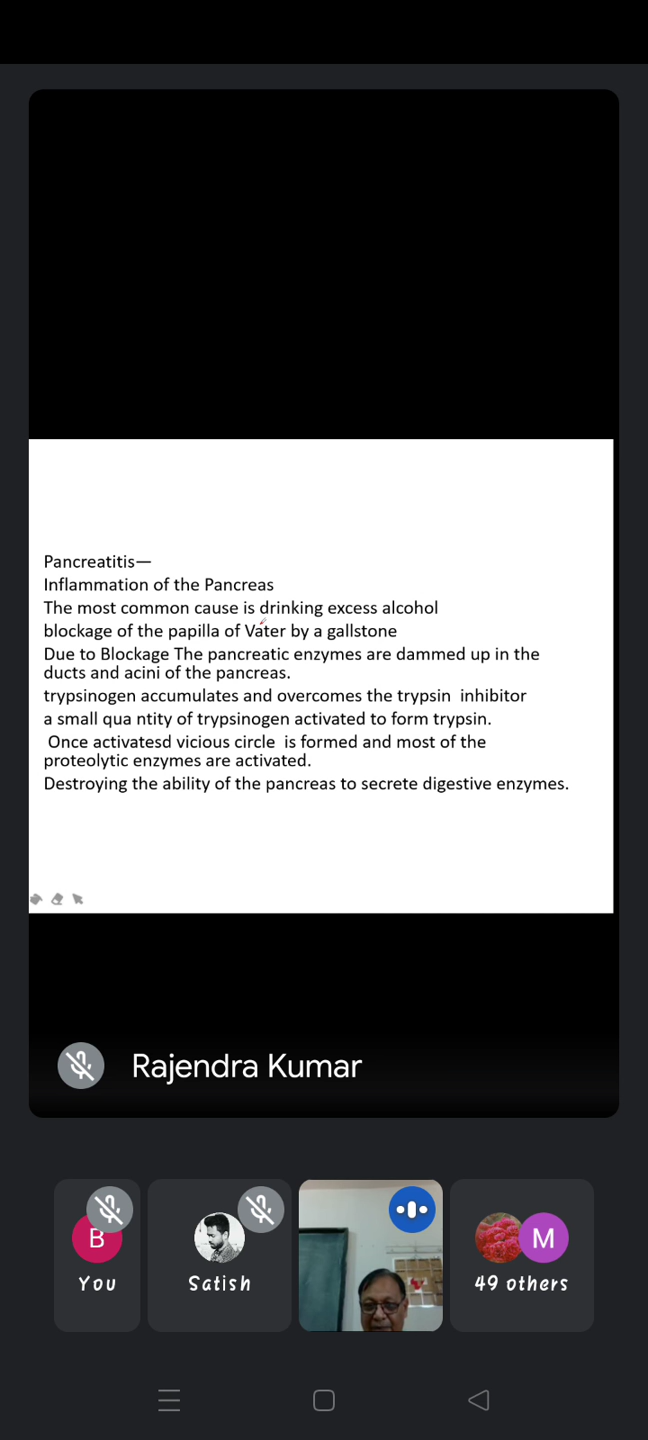 Pancreatitis—
Inflammation of the Pancreas
The most common cause is drinking excess alcohol
blockage of the papilla of Vater by a gallstone
Due to Blockage The pancreatic enzymes are dammed up in the
ducts and acini of the pancreas.
trypsinogen accumulates and overcomes the trypsin  inhibitor
a small qua ntity of trypsinogen activated to form trypsin.
Once activatesd vicious circle  is formed and most of the
proteolytic enzymes are activated.
Destroying the ability of the pancreas to secrete digestive enzymes.
Rajendra Kumar
B
M
You
Satish
49 others